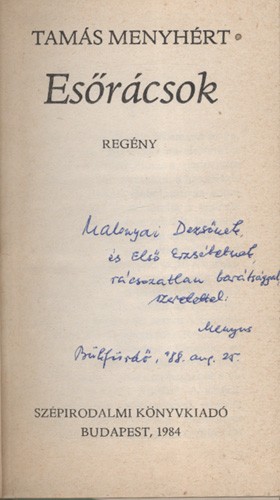 TAMÁS MENYHÉRT
Esőrácsok
REGÉNY
Malonyai Dezsőnek
és Első Erzsébetnek,
rácsozatlan barátsággal,
szeretettel:
Menyus
Bükfürdő, '88. aug. 25.
SZÉPIRODALMI KÖNYVKIADÓ
BUDAPEST, 1984